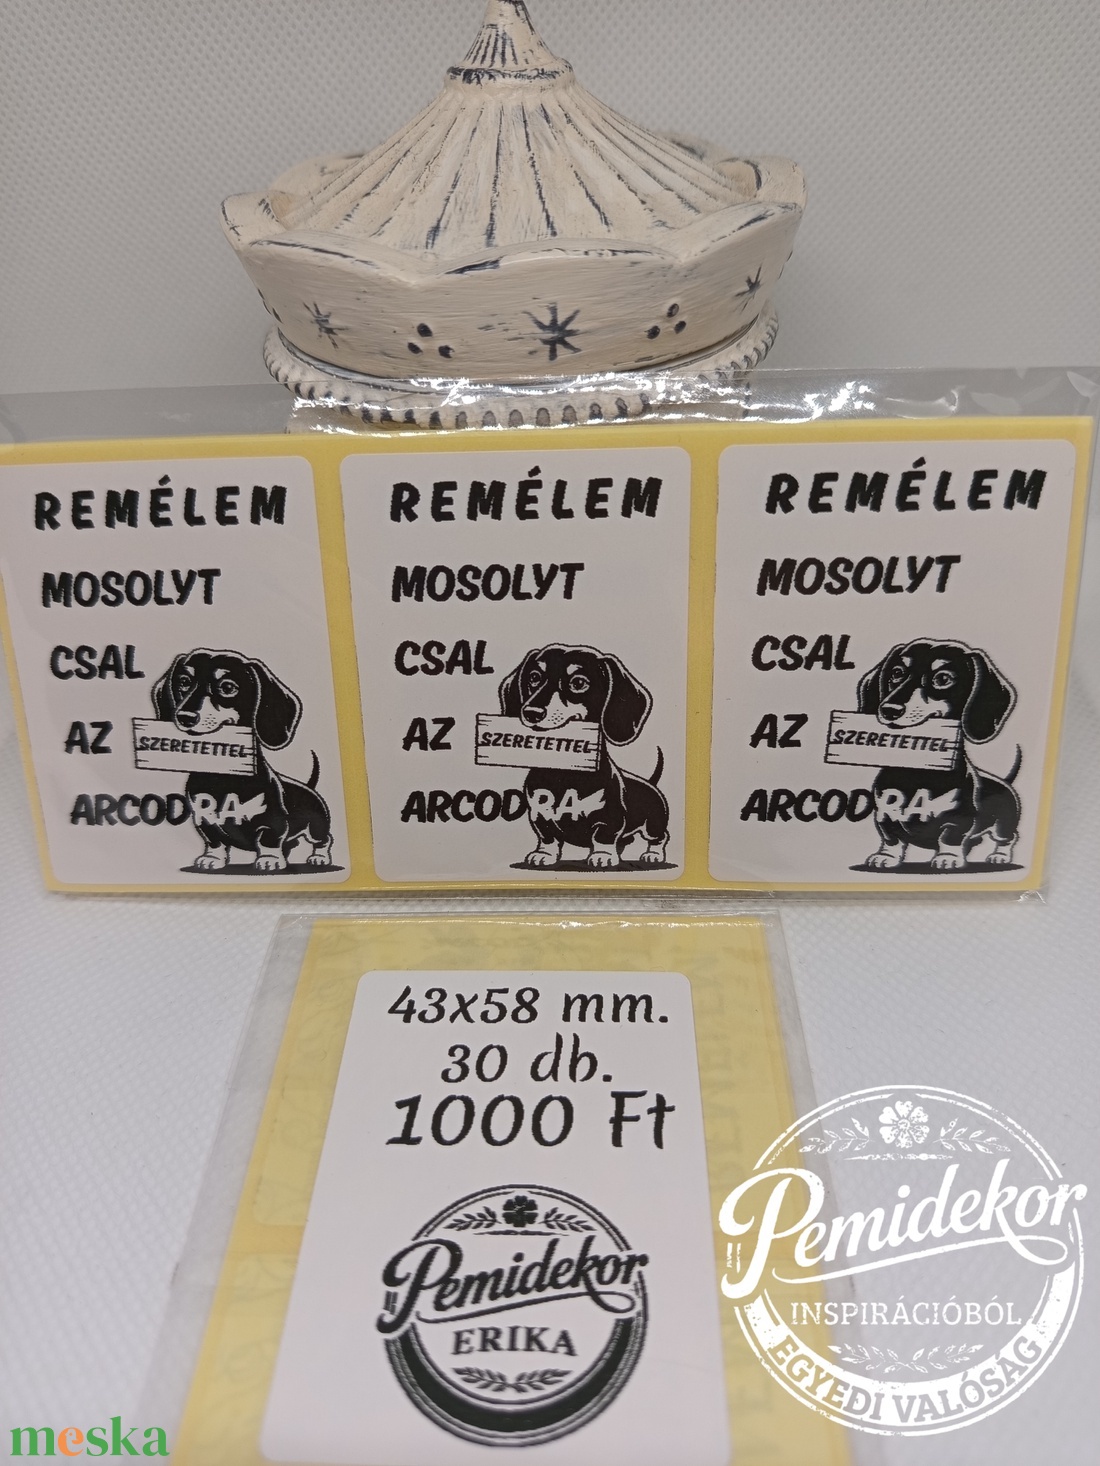 REMÉLEM
MOSOLYT
CSAL
AZ
SZERETETTEL
ARCODRA
REMÉLEM
MOSOLYT
CSAL
AZ
SZERETETTEL
ARCODRA
REMÉLEM
MOSOLYT
CSAL
AZ
SZERETETTEL
ARCODRA
43x58 mm.
30 db.
1000 Ft
Pemidekor
ERIKA
Pemidekor
INSPIRÁCIÓBÓL
EGYEDI VALÓSÁG
meska